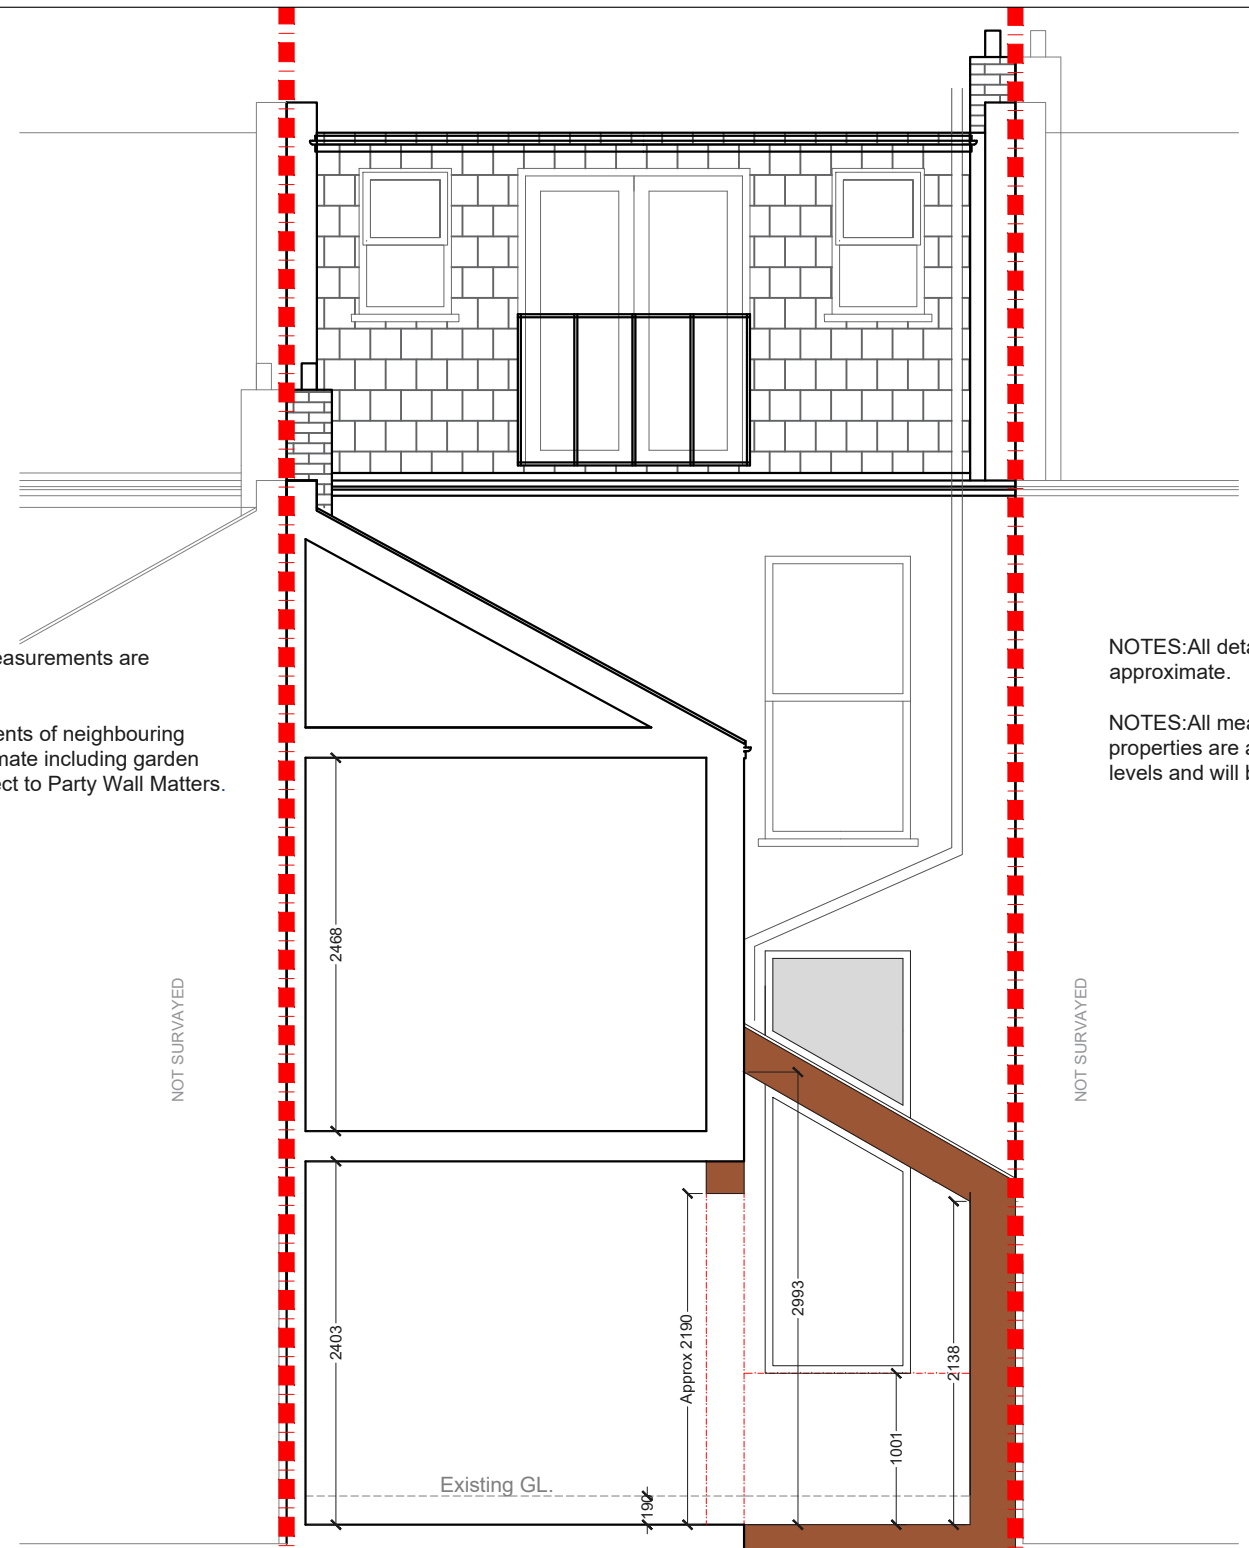 easurements are
ents of neighbouring
mate including garden
ect to Party Wall Matters.
NOTES:All deta
approximate.
NOTES:All mea
properties are a
levels and will b
NOT SURVAYED
NOT SURVAYED
2468
2403
Approx 2190
2993
2138
1001
Existing GL.
190